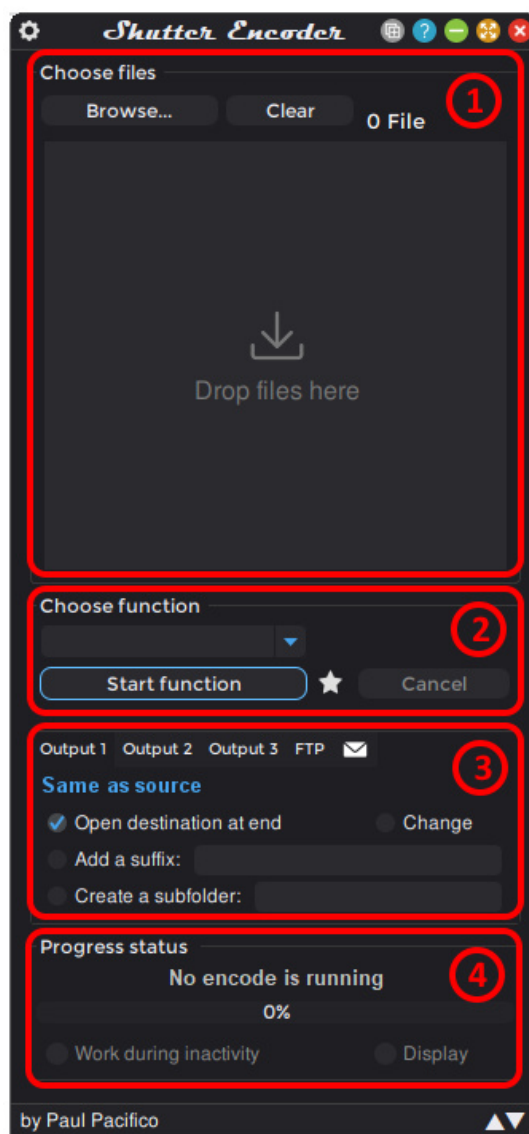 Shutter Encoder ?
Choose files
1
Browse... Clear 0 File
Drop files here
Choose function
2
Start function Cancel
Output 1 Output 2 Output 3 FTP
3
Same as source
Open destination at end Change
Add a suffix:
Create a subfolder:
Progress status
4
No encode is running
0%
Work during inactivity Display
by Paul Pacifico